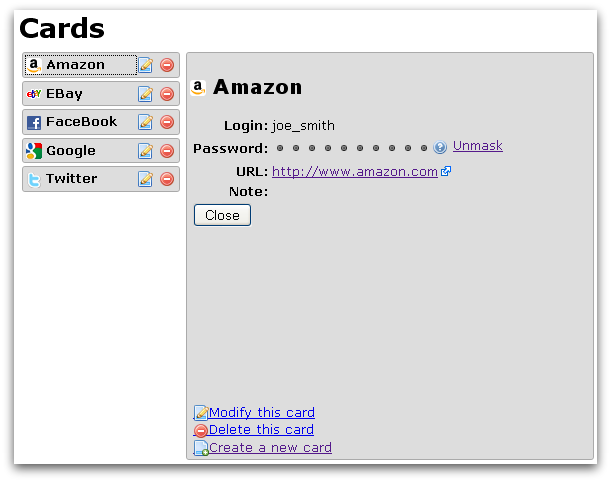 Cards
Amazon
EBay
FaceBook
Google
Twitter
Amazon
Login: joe_smith
Password: ●●●●●●●●●● Unmask
URL: http://www.amazon.com
Note:
Close
Modify this card
Delete this card
Create a new card